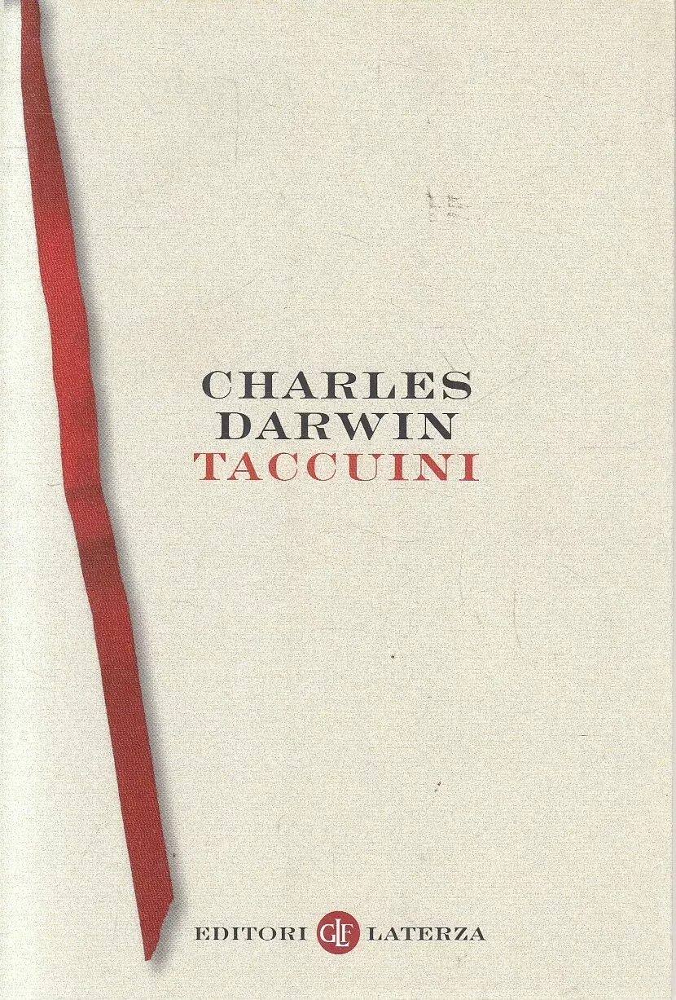 CHARLES
DARWIN
TACCUINI
EDITORI GLF LATERZA